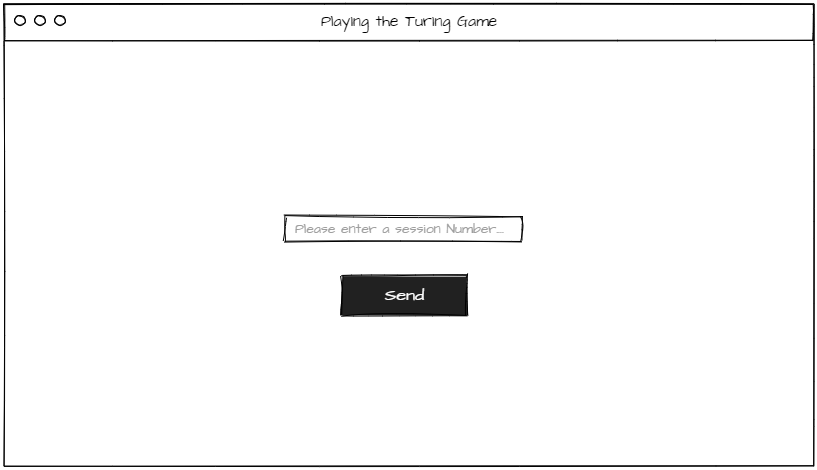 Playing the Turing Game
Please enter a session Number...
Send